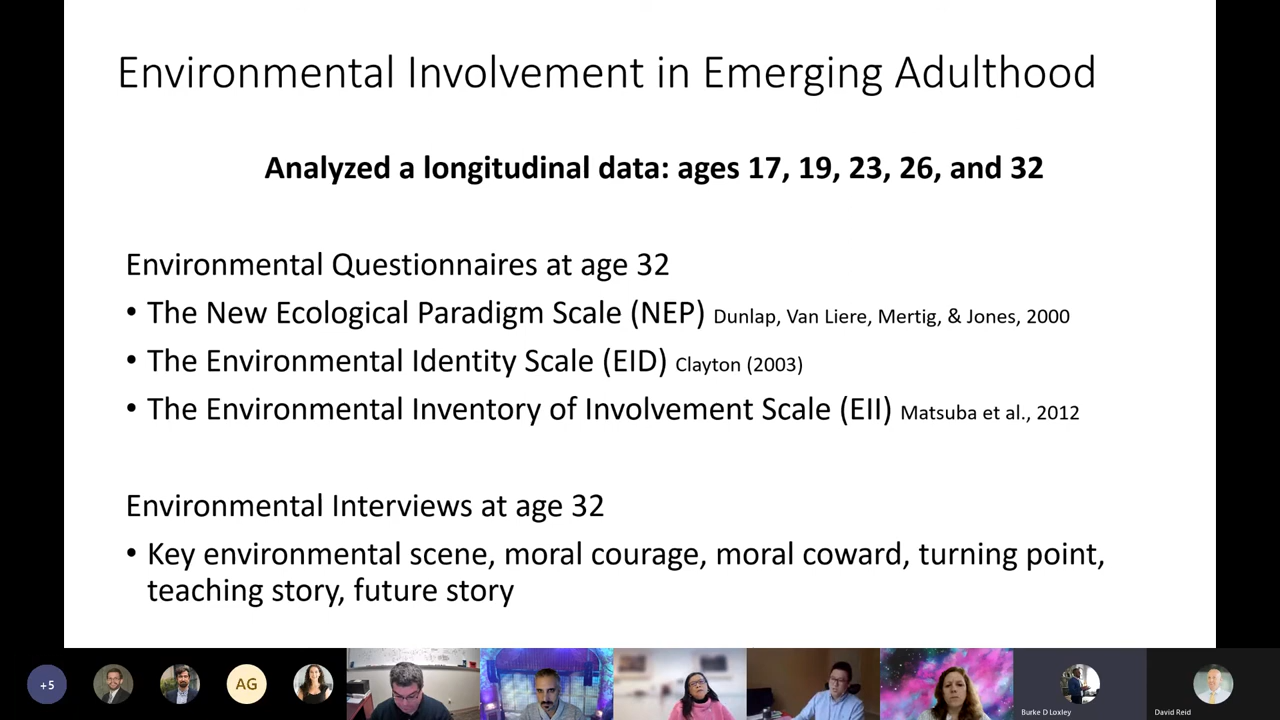 Environmental Involvement in Emerging Adulthood
Analyzed a longitudinal data: ages 17, 19, 23, 26, and 32
Environmental Questionnaires at age 32
• The New Ecological Paradigm Scale (NEP) Dunlap, Van Liere, Mertig, & Jones, 2000
• The Environmental Identity Scale (EID) Clayton (2003)
• The Environmental Inventory of Involvement Scale (EII) Matsuba et al., 2012
Environmental Interviews at age 32
• Key environmental scene, moral courage, moral coward, turning point,
teaching story, future story
+5
AG
Burke D Loxley
David Reid